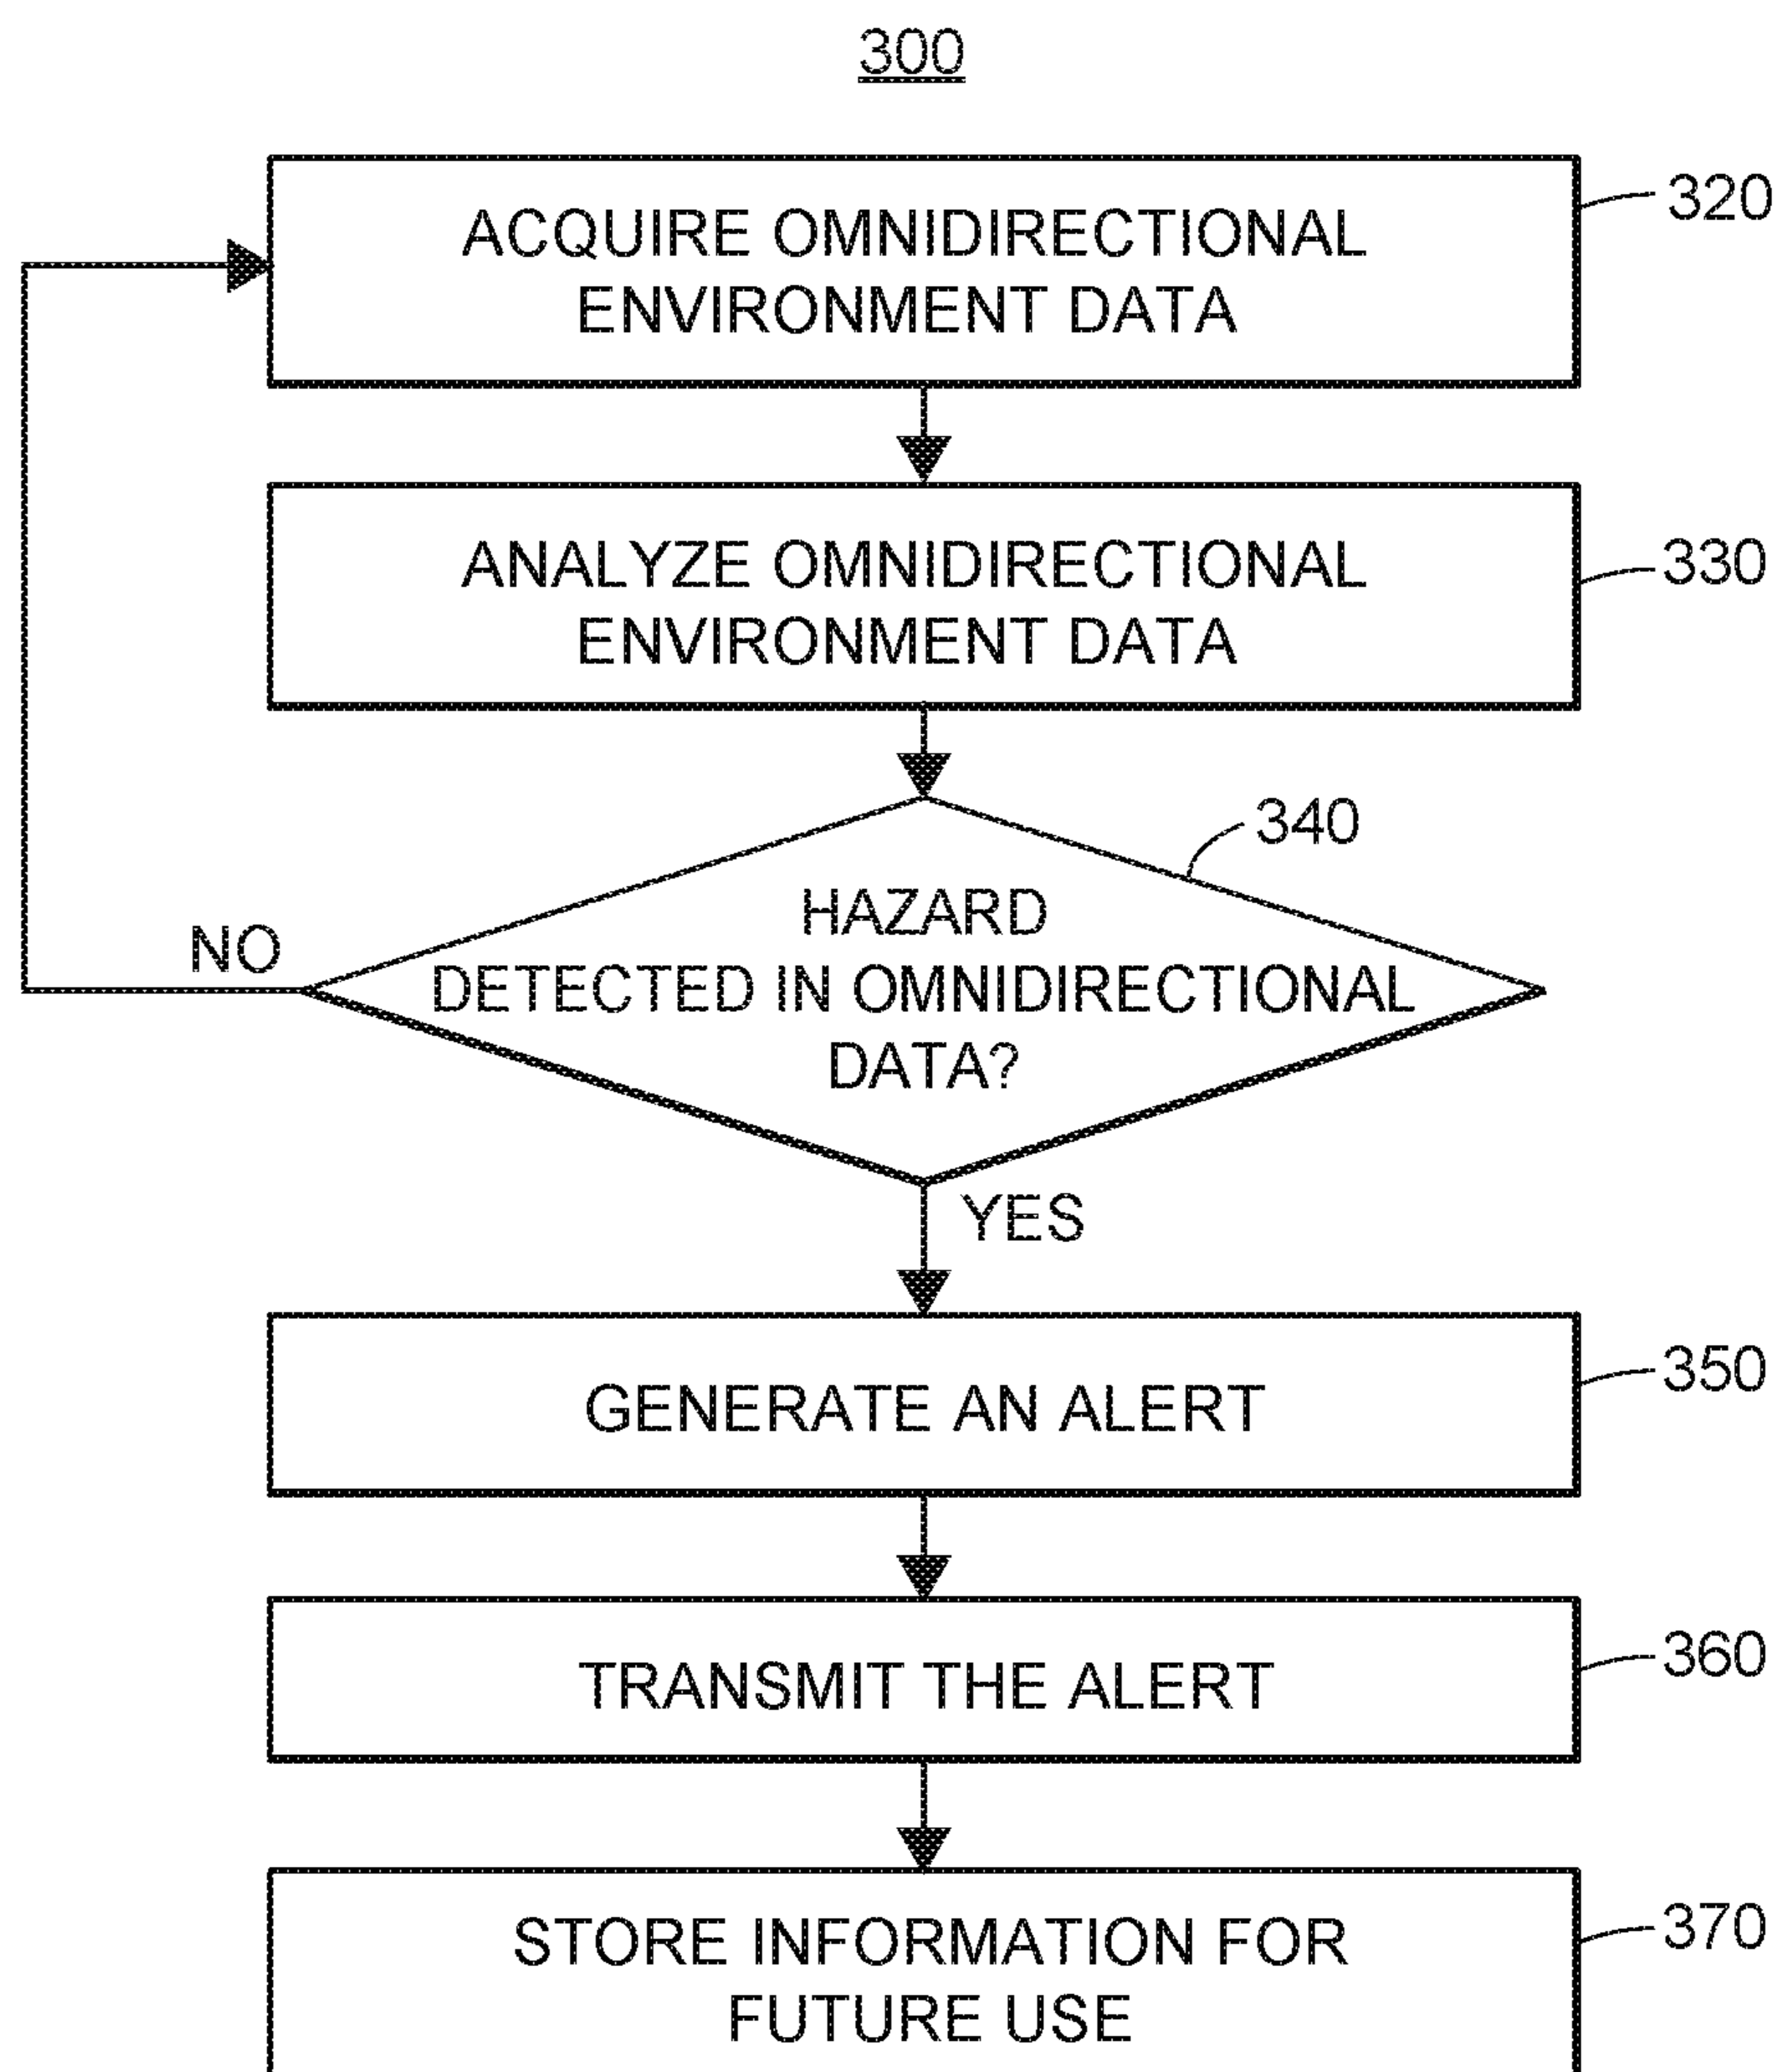 300
ACQUIRE OMNIDIRECTIONAL
ENVIRONMENT DATA
320
ANALYZE OMNIDIRECTIONAL
ENVIRONMENT DATA
330
340
HAZARD
DETECTED IN OMNIDIRECTIONAL
DATA?
NO
YES
GENERATE AN ALERT
350
TRANSMIT THE ALERT
360
STORE INFORMATION FOR
FUTURE USE
370